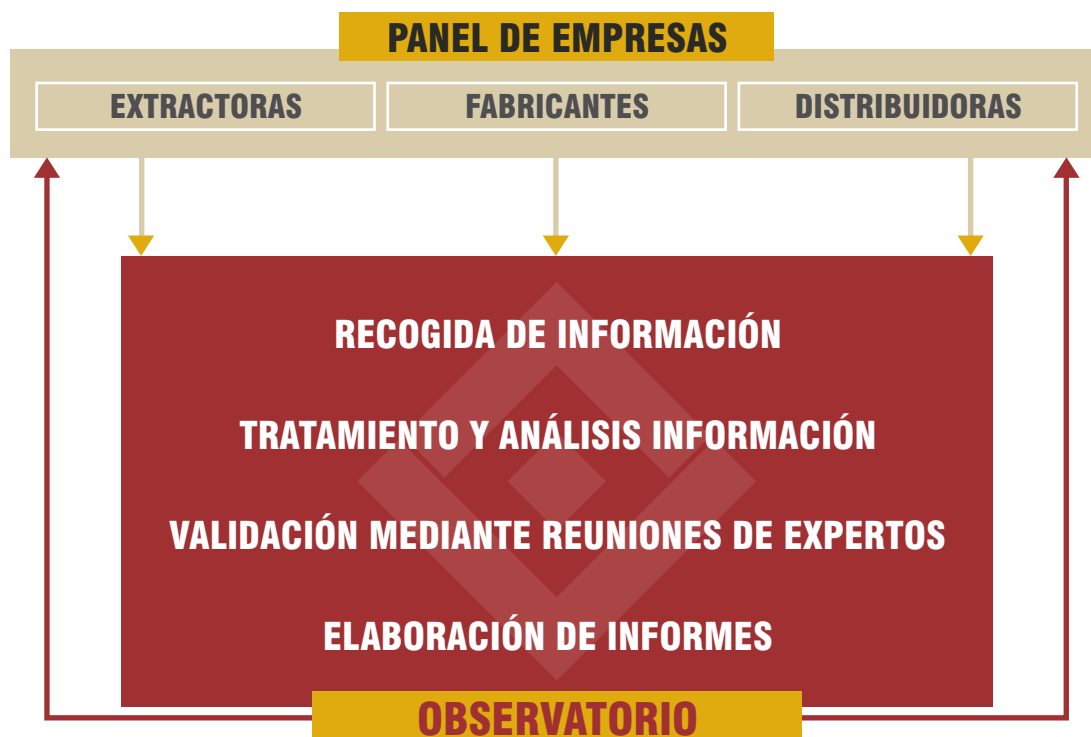 PANEL DE EMPRESAS
EXTRACTORAS
FABRICANTES
DISTRIBUIDORAS
RECOGIDA DE INFORMACIÓN
TRATAMIENTO Y ANÁLISIS INFORMACIÓN
VALIDACIÓN MEDIANTE REUNIONES DE EXPERTOS
ELABORACIÓN DE INFORMES
OBSERVATORIO